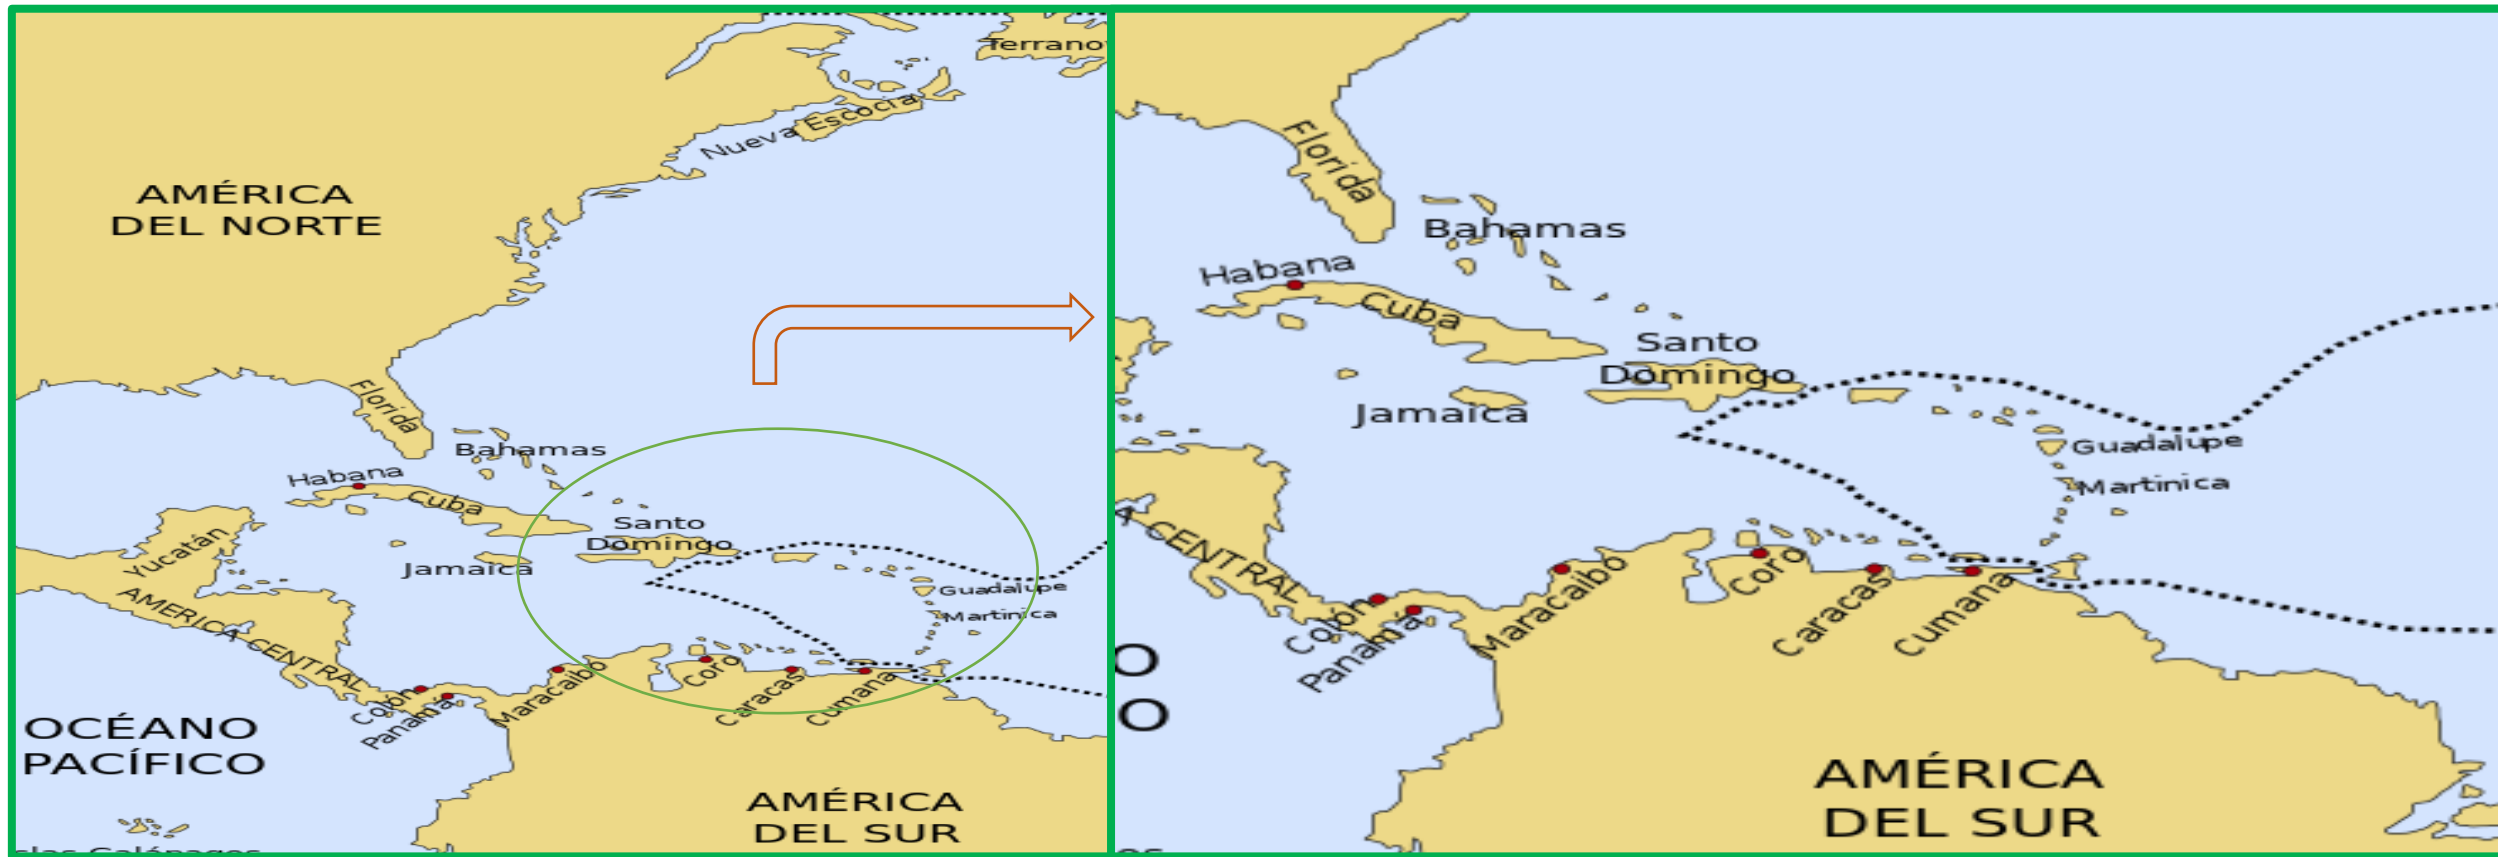 Terrano
Nueva Escocia
AMÉRICA
DEL NORTE
Florida
Bahamas
Habana
Cuba
Santo
Domingo
Yucatán
Jamaica
Guadalupe
Martinica
AMERICA CENTRAL
Coro
Maracaibo
Colón
Caracas
Cumana
Panamá
OCÉANO
PACÍFICO
AMÉRICA
DEL SUR
Florida
Bahamas
Habana
Cuba
Santo
Domingo
Jamaica
Guadalupe
Martinica
A CENTRAL
Coro
Maracaibo
Colón
Caracas
Cumana
Panamá
O
O
AMÉRICA
DEL SUR